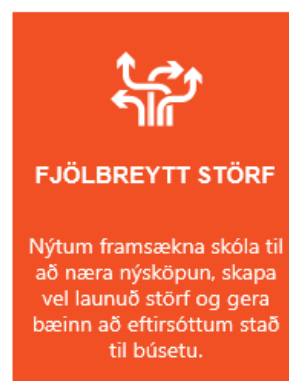 FJÖLBREYTT STÖRF
Nýtum framsækna skóla til
að næra nýsköpun, skapa
vel launuð störf og gera
bæinn að eftirsóttum stað
til búsetu.